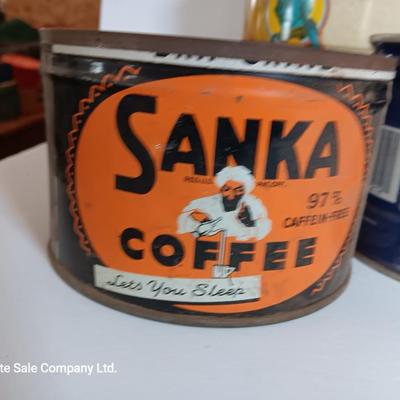 SANKA
97%
CAFFEIN-FREE
COFFEE
Lets You Sleep
te Sale Company Ltd.